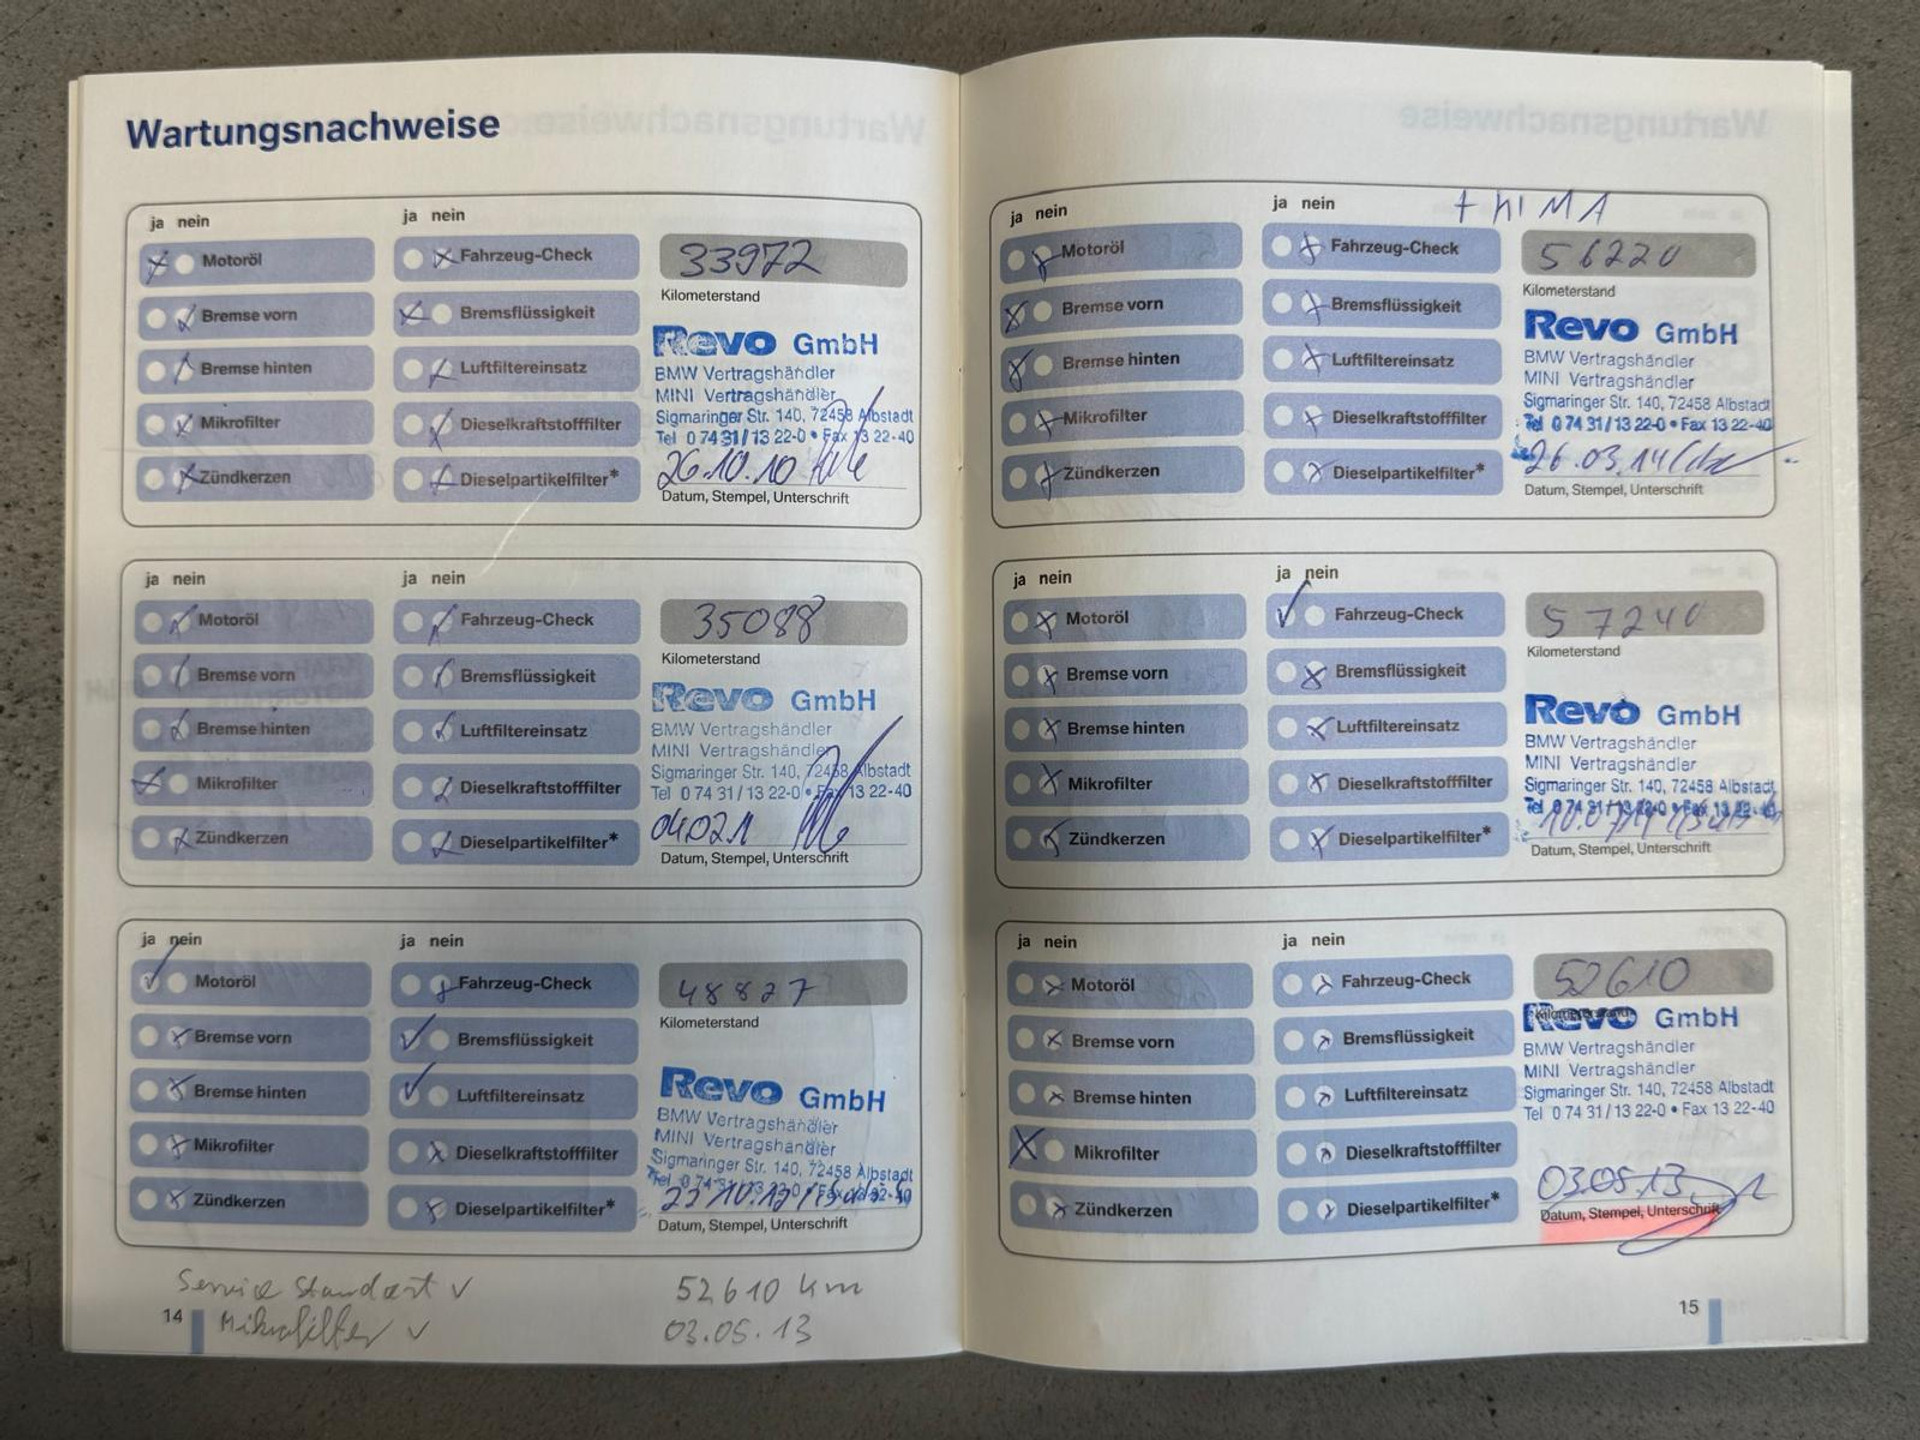 Wartungsnachweise
ja nein
Motoröl
Bremse vorn
Bremse hinten
Mikrofilter
Zündkerzen
ja nein
Fahrzeug-Check
Bremsflüssigkeit
Luftfiltereinsatz
Dieselkraftstofffilter
Dieselpartikelfilter*
33972
Kilometerstand
Revo GmbH
BMW Vertragshändler
MINI Vertragshändler
Sigmaringer Str. 140, 72458 Albstadt
Tel 0 74 31/13 22-0 • Fax 13 22-40
26.10.10
Datum, Stempel, Unterschrift
ja nein
Motoröl
Bremse vorn
Bremse hinten
Mikrofilter
Zündkerzen
ja nein
Fahrzeug-Check
Bremsflüssigkeit
Luftfiltereinsatz
Dieselkraftstofffilter
Dieselpartikelfilter*
35088
Kilometerstand
Revo GmbH
BMW Vertragshändler
MINI Vertragshändler
Sigmaringer Str. 140, 72458 Albstadt
Tel 0 74 31/13 22-0 • Fax 13 22-40
Datum, Stempel, Unterschrift
ja nein
Motoröl
Bremse vorn
Bremse hinten
Mikrofilter
Zündkerzen
ja nein
Fahrzeug-Check
Bremsflüssigkeit
Luftfiltereinsatz
Dieselkraftstofffilter
Dieselpartikelfilter*
48827
Kilometerstand
Revo GmbH
BMW Vertragshändler
MINI Vertragshändler
Sigmaringer Str. 140, 72458 Albstadt
Datum, Stempel, Unterschrift
Service Standart ✓ 52610 km
Mikrofilter ✓ 03.05.13
14
ja nein
Motoröl
Bremse vorn
Bremse hinten
Mikrofilter
Zündkerzen
ja nein
Fahrzeug-Check
Bremsflüssigkeit
Luftfiltereinsatz
Dieselkraftstofffilter
Dieselpartikelfilter*
56220
Kilometerstand
Revo GmbH
BMW Vertragshändler
MINI Vertragshändler
Sigmaringer Str. 140, 72458 Albstadt
Tel 0 74 31/13 22-0 • Fax 13 22-40
26.03.14
Datum, Stempel, Unterschrift
ja nein
Motoröl
Bremse vorn
Bremse hinten
Mikrofilter
Zündkerzen
ja nein
Fahrzeug-Check
Bremsflüssigkeit
Luftfiltereinsatz
Dieselkraftstofffilter
Dieselpartikelfilter*
57240
Kilometerstand
Revo GmbH
BMW Vertragshändler
MINI Vertragshändler
Sigmaringer Str. 140, 72458 Albstadt
Datum, Stempel, Unterschrift
ja nein
Motoröl
Bremse vorn
Bremse hinten
Mikrofilter
Zündkerzen
ja nein
Fahrzeug-Check
Bremsflüssigkeit
Luftfiltereinsatz
Dieselkraftstofffilter
Dieselpartikelfilter*
52610
Kilometerstand
Revo GmbH
BMW Vertragshändler
MINI Vertragshändler
Sigmaringer Str. 140, 72458 Albstadt
Tel 0 74 31/13 22-0 • Fax 13 22-40
03.05.13
Datum, Stempel, Unterschrift
15